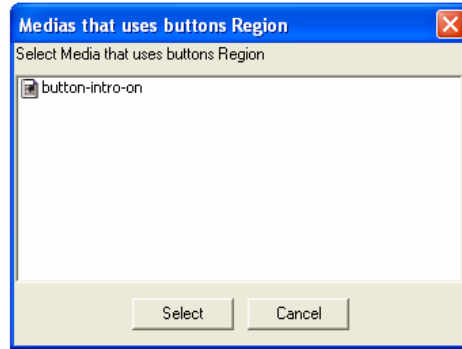 Medias that uses buttons Region
Select Media that uses buttons Region
button-intro-on
Select Cancel